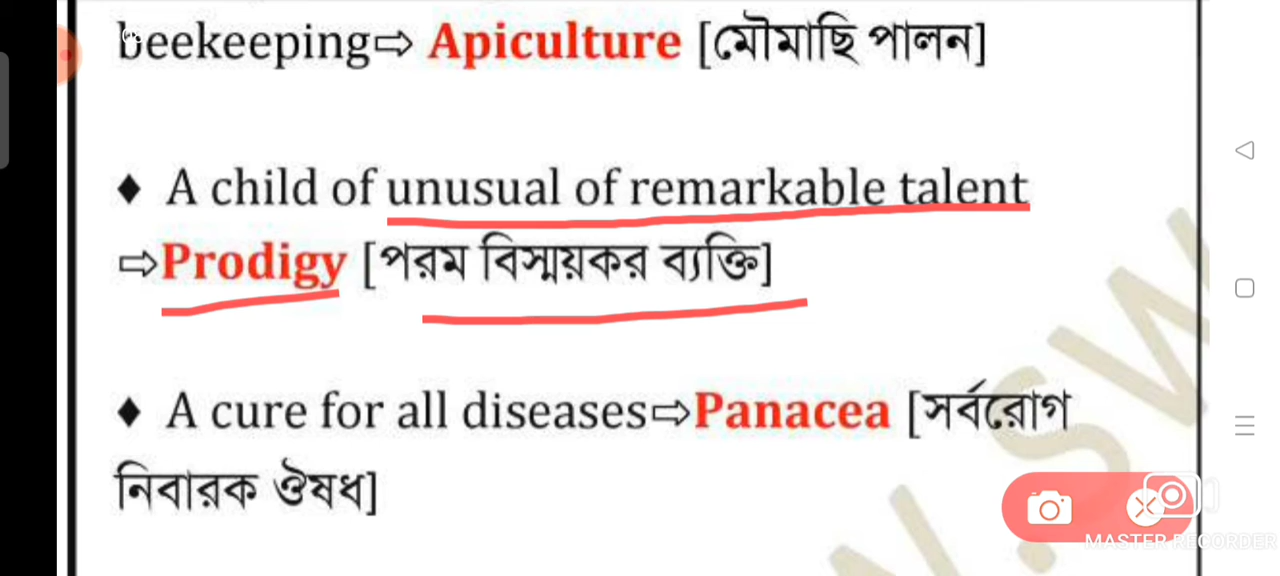 beekeeping⇨ Apiculture [মৌমাছি পালন]
♦ A child of unusual of remarkable talent
⇨Prodigy [পরম বিস্ময়কর ব্যক্তি]
♦ A cure for all diseases⇨Panacea [সর্বরোগ
নিবারক ঔষধ]
MASTER RECORDER